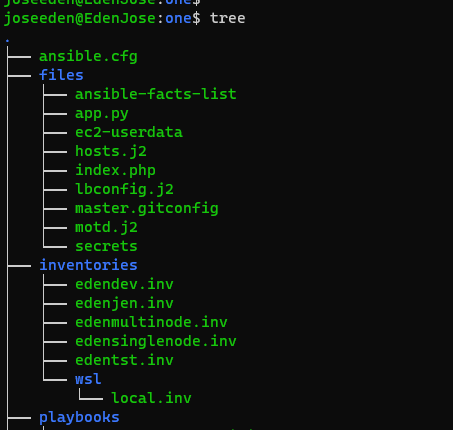 joseeden@EdenJose:one$
joseeden@EdenJose:one$ tree
.
├── ansible.cfg
├── files
│   ├── ansible-facts-list
│   ├── app.py
│   ├── ec2-userdata
│   ├── hosts.j2
│   ├── index.php
│   ├── lbconfig.j2
│   ├── master.gitconfig
│   ├── motd.j2
│   └── secrets
├── inventories
│   ├── edendev.inv
│   ├── edenjen.inv
│   ├── edenmultinode.inv
│   ├── edensinglenode.inv
│   ├── edentst.inv
│   └── wsl
│       └── local.inv
├── playbooks